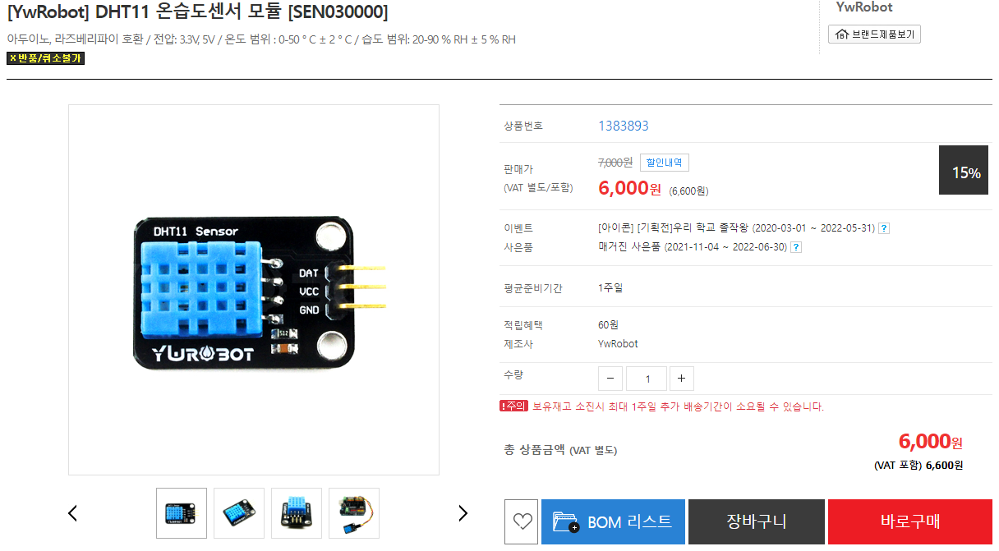 [YwRobot] DHT11 온습도센서 모듈 [SEN030000]
아두이노, 라즈베리파이 호환 / 전압: 3.3V, 5V / 온도 범위 : 0-50 ° C ± 2 ° C / 습도 범위: 20-90 % RH ± 5 % RH
X 반품/취소불가
YwRobot
브랜드제품보기
DHT11 Sensor
DAT
VCC
GND
512
YWROBOT
상품번호 1383893
판매가 7,000원 할인내역
(VAT 별도/포함) 6,000원 (6,600원)
15%
이벤트 [아이콘] [기획전]우리 학교 졸작왕 (2020-03-01 ~ 2022-05-31) ?
사은품 매거진 사은품 (2021-11-04 ~ 2022-06-30) ?
평균준비기간 1주일
적립혜택 60원
제조사 YwRobot
수량 - 1 +
!주의 보유재고 소진시 최대 1주일 추가 배송기간이 소요될 수 있습니다.
총 상품금액 (VAT 별도) 6,000원
(VAT 포함) 6,600원
BOM 리스트 장바구니 바로구매